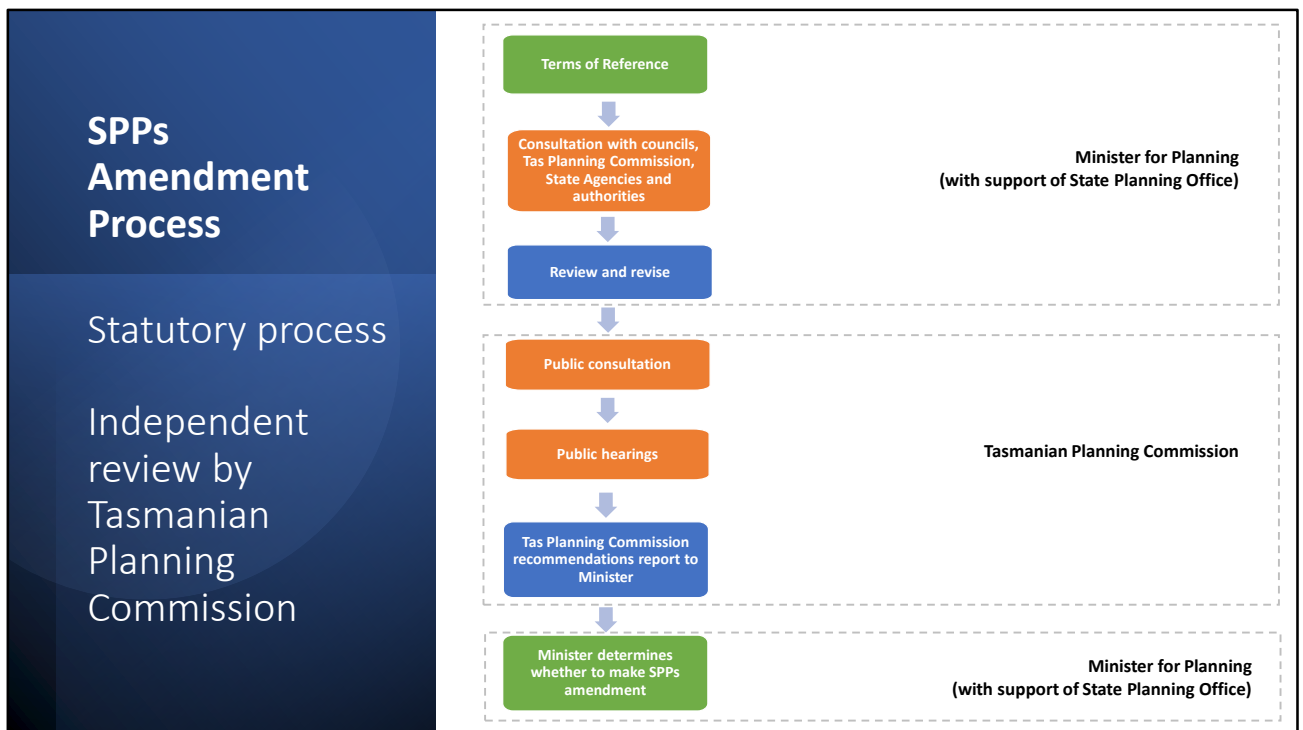 SPPs
Amendment
Process
Statutory process
Independent
review by
Tasmanian
Planning
Commission
Terms of Reference
Consultation with councils,
Tas Planning Commission,
State Agencies and
authorities
Review and revise
Minister for Planning
(with support of State Planning Office)
Public consultation
Public hearings
Tas Planning Commission
recommendations report to
Minister
Tasmanian Planning Commission
Minister determines
whether to make SPPs
amendment
Minister for Planning
(with support of State Planning Office)